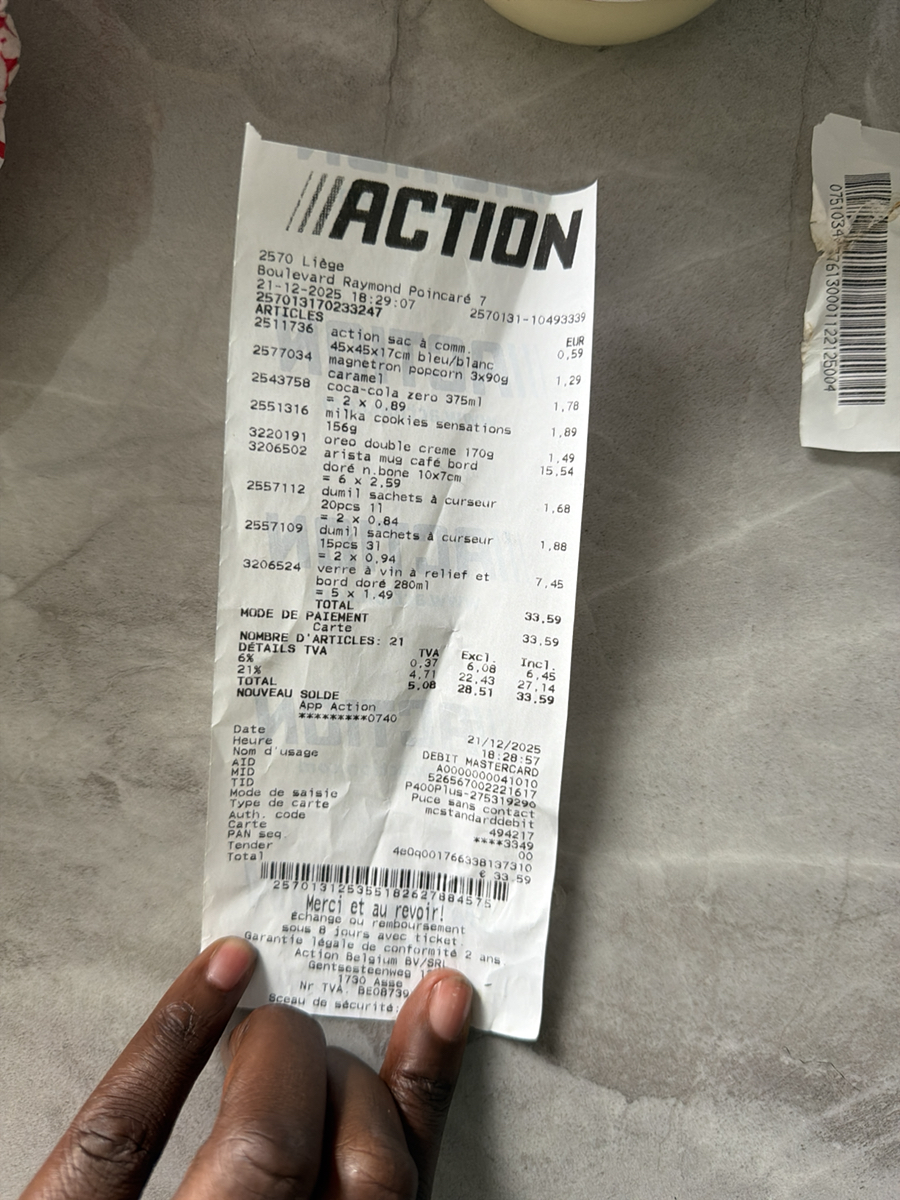 ACTION
2570 Liège
Boulevard Raymond Poincaré 7
21-12-2025 18:29:07 2570131-10493339
257013170233247
ARTICLES EUR
2511736 action sac à comm. 0,59
45x45x17cm bleu/blanc
2577034 magnetron popcorn 3x90g 1,29
caramel
2543758 coca-cola zero 375ml 1,78
= 2 x 0,89
2551316 milka cookies sensations 1,89
156g
3220191 oreo double creme 170g 1,49
3206502 arista mug café bord 15,54
doré n.bone 10x7cm
= 6 x 2,59
2557112 dumil sachets à curseur 1,68
20pcs 1l
= 2 x 0,84
2557109 dumil sachets à curseur 1,88
15pcs 3l
= 2 x 0,94
3206524 verre à vin à relief et 7,45
bord doré 280ml
= 5 x 1,49
TOTAL 33,59
MODE DE PAIEMENT
Carte 33,59
NOMBRE D'ARTICLES: 21
DÉTAILS TVA TVA Excl. Incl.
6% 0,37 6,08 6,45
21% 4,71 22,43 27,14
TOTAL 5,08 28,51 33,59
NOUVEAU SOLDE
App Action
*********0740
Date 21/12/2025
Heure 18:28:57
Nom d'usage DEBIT MASTERCARD
AID A0000000041010
MID 526567002221617
TID P400Plus-275319290
Mode de saisie Puce sans contact
Type de carte mcstandarddebit
Auth. code 494217
Carte ****3349
PAN seq. 00
Tender 4e0q001766338137310
Total € 33.59
257013125355182627884575
Merci et au revoir!
Échange ou remboursement
sous 8 jours avec ticket.
Garantie légale de conformité 2 ans
Action Belgium BV/SRL
Gentsesteenweg
1730 Asse
Nr TVA. BE08739
Sceau de sécurité: